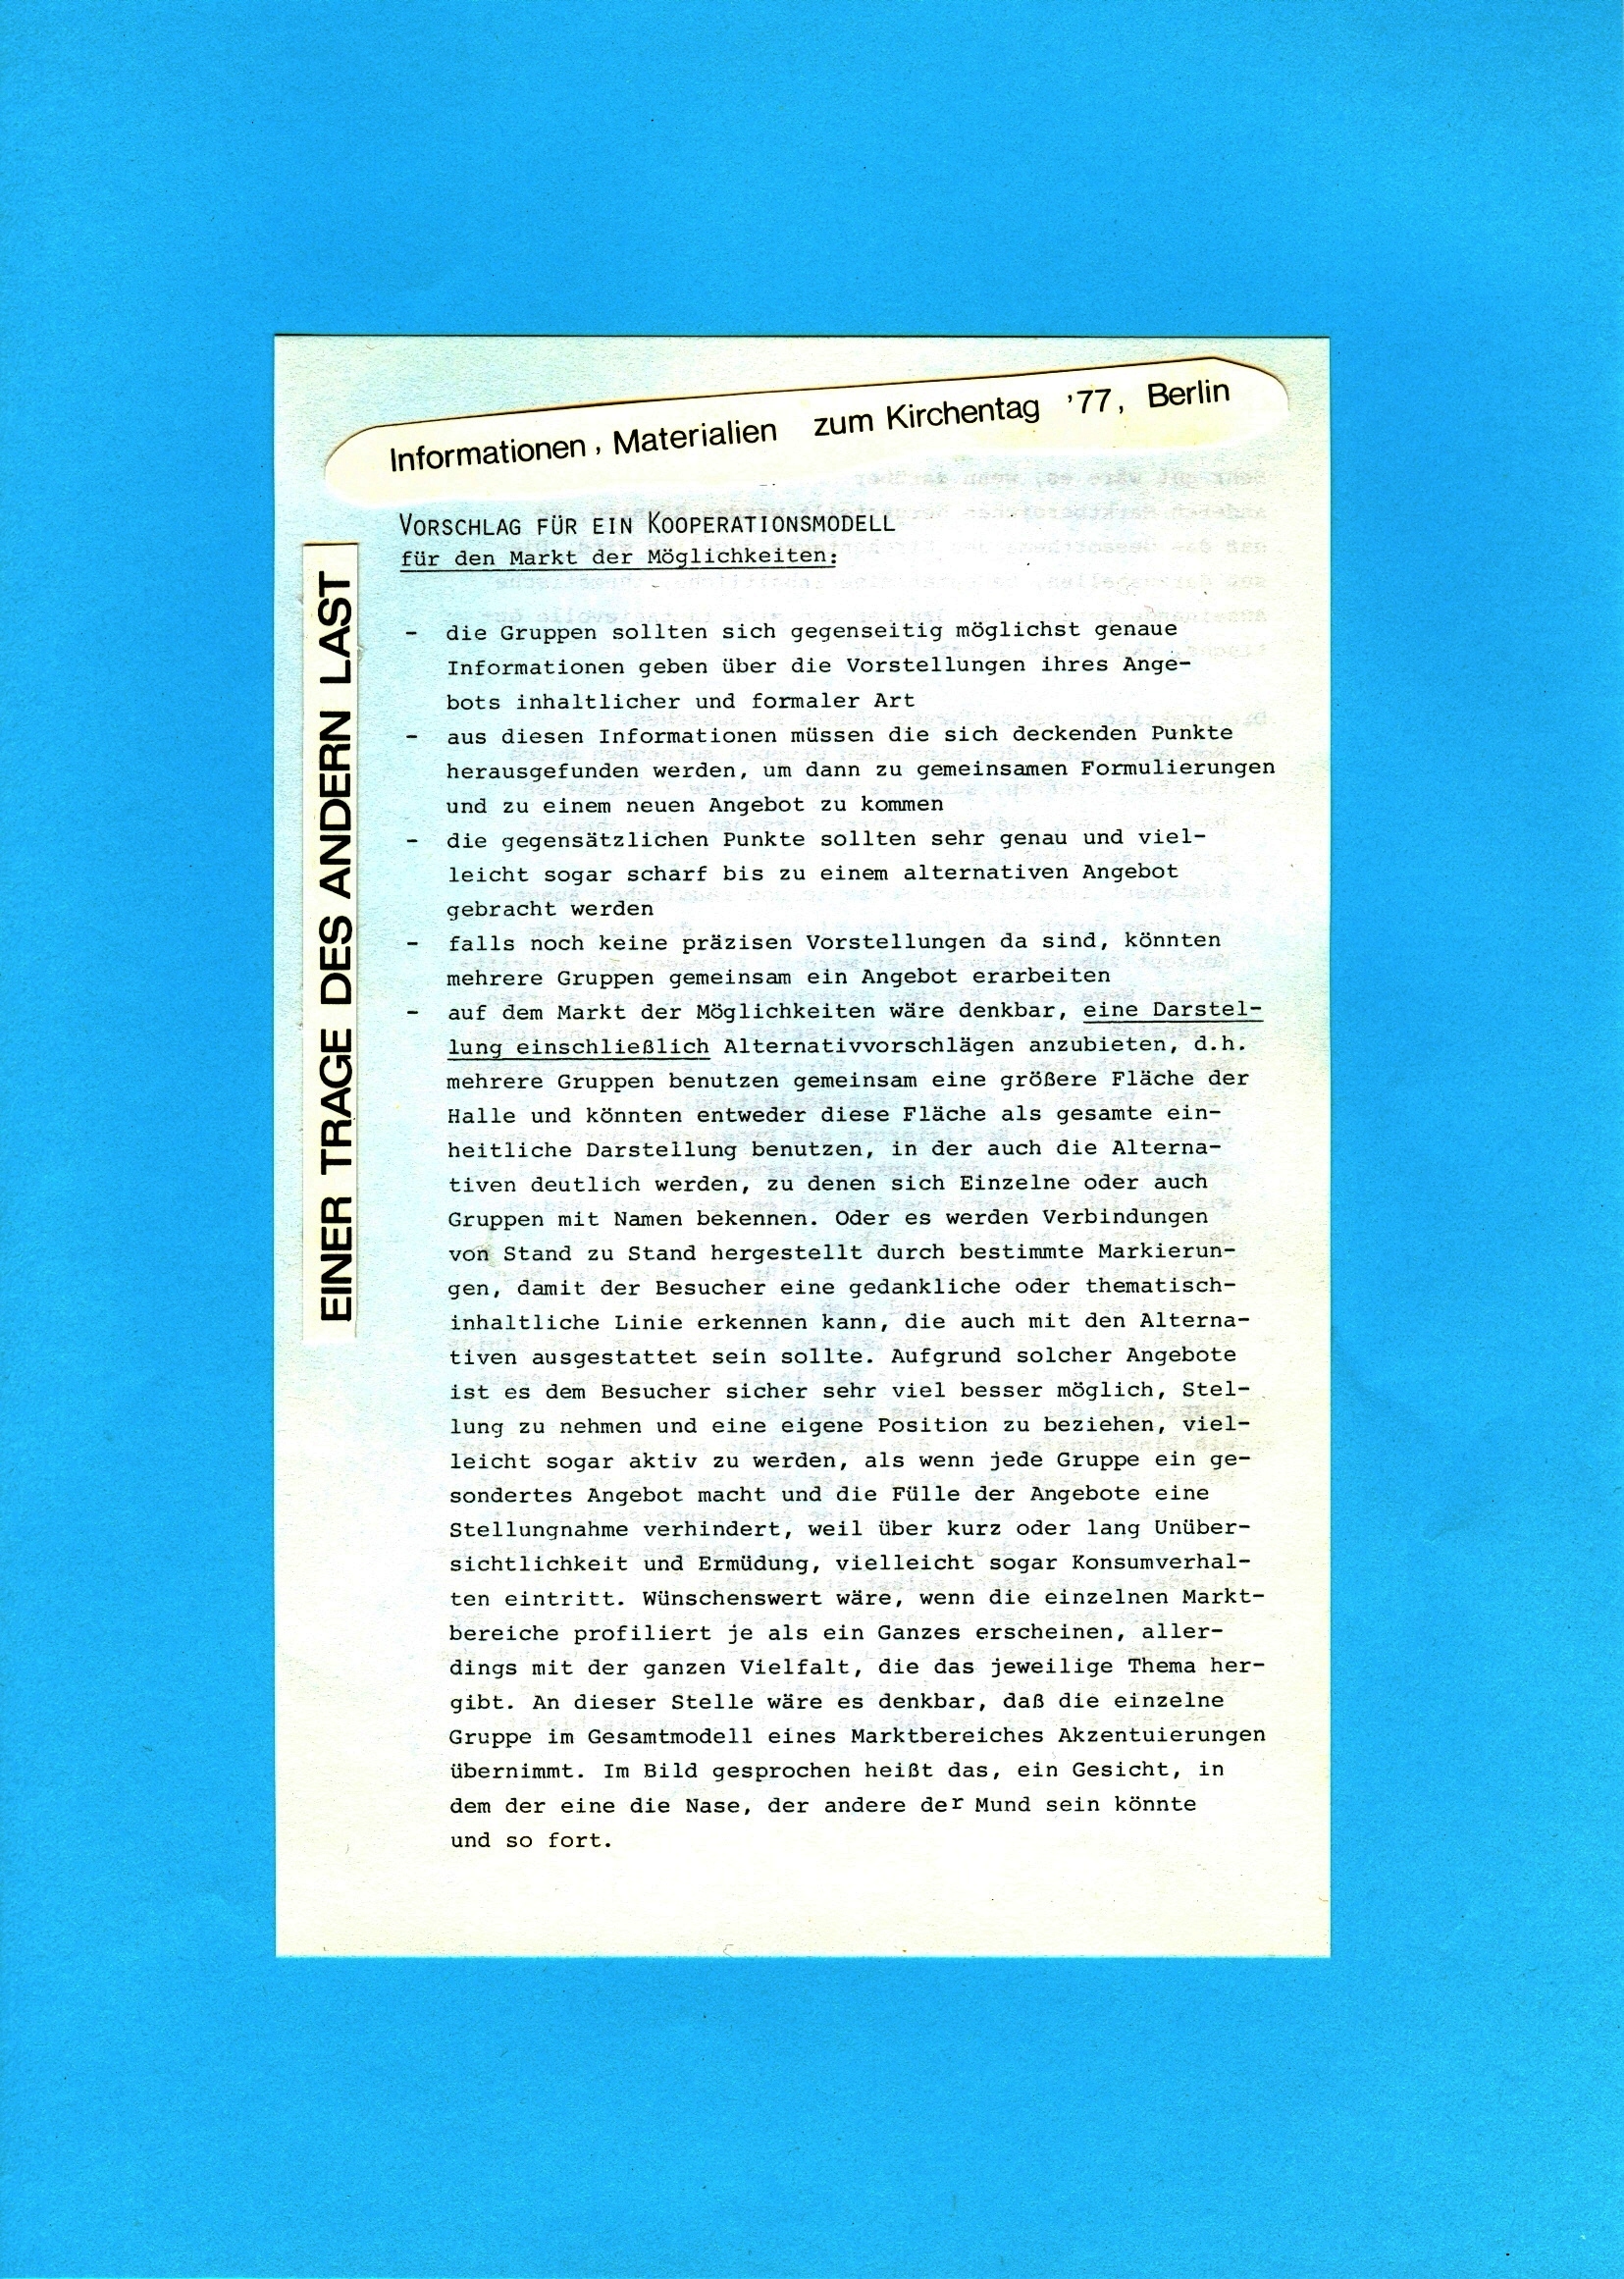 Informationen, Materialien zum Kirchentag '77, Berlin
VORSCHLAG FÜR EIN KOOPERATIONSMODELL
für den Markt der Möglichkeiten:
EINER TRAGE DES ANDERN LAST
- die Gruppen sollten sich gegenseitig möglichst genaue
Informationen geben über die Vorstellungen ihres Ange-
bots inhaltlicher und formaler Art
- aus diesen Informationen müssen die sich deckenden Punkte
herausgefunden werden, um dann zu gemeinsamen Formulierungen
und zu einem neuen Angebot zu kommen
- die gegensätzlichen Punkte sollten sehr genau und viel-
leicht sogar scharf bis zu einem alternativen Angebot
gebracht werden
- falls noch keine präzisen Vorstellungen da sind, könnten
mehrere Gruppen gemeinsam ein Angebot erarbeiten
- auf dem Markt der Möglichkeiten wäre denkbar, eine Darstel-
lung einschließlich Alternativvorschlägen anzubieten, d.h.
mehrere Gruppen benutzen gemeinsam eine größere Fläche der
Halle und könnten entweder diese Fläche als gesamte ein-
heitliche Darstellung benutzen, in der auch die Alterna-
tiven deutlich werden, zu denen sich Einzelne oder auch
Gruppen mit Namen bekennen. Oder es werden Verbindungen
von Stand zu Stand hergestellt durch bestimmte Markierun-
gen, damit der Besucher eine gedankliche oder thematisch-
inhaltliche Linie erkennen kann, die auch mit den Alterna-
tiven ausgestattet sein sollte. Aufgrund solcher Angebote
ist es dem Besucher sicher sehr viel besser möglich, Stel-
lung zu nehmen und eine eigene Position zu beziehen, viel-
leicht sogar aktiv zu werden, als wenn jede Gruppe ein ge-
sondertes Angebot macht und die Fülle der Angebote eine
Stellungnahme verhindert, weil über kurz oder lang Unüber-
sichtlichkeit und Ermüdung, vielleicht sogar Konsumverhal-
ten eintritt. Wünschenswert wäre, wenn die einzelnen Markt-
bereiche profiliert je als ein Ganzes erscheinen, aller-
dings mit der ganzen Vielfalt, die das jeweilige Thema her-
gibt. An dieser Stelle wäre es denkbar, daß die einzelne
Gruppe im Gesamtmodell eines Marktbereiches Akzentuierungen
übernimmt. Im Bild gesprochen heißt das, ein Gesicht, in
dem der eine die Nase, der andere der Mund sein könnte
und so fort.